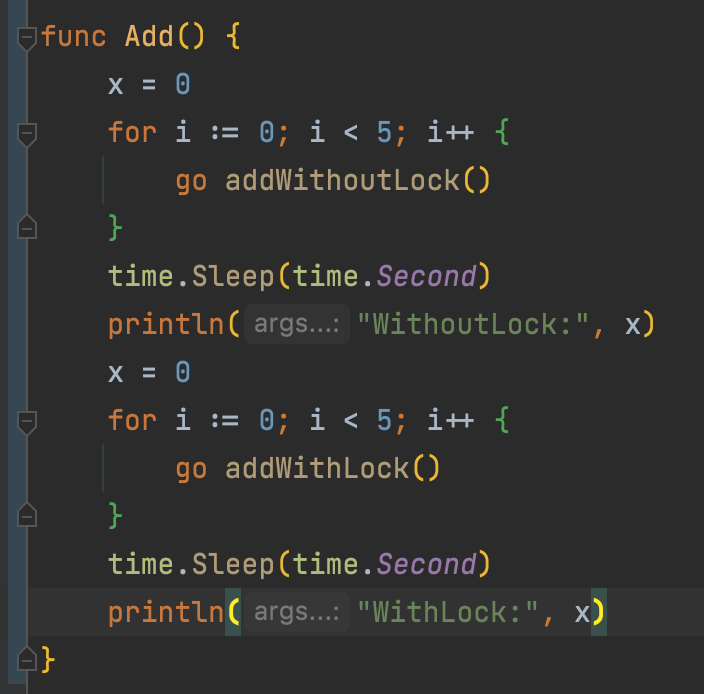 func Add() {
    x = 0
    for i := 0; i < 5; i++ {
        go addWithoutLock()
    }
    time.Sleep(time.Second)
    println( args...: "WithoutLock:", x)
    x = 0
    for i := 0; i < 5; i++ {
        go addWithLock()
    }
    time.Sleep(time.Second)
    println( args...: "WithLock:", x)
}